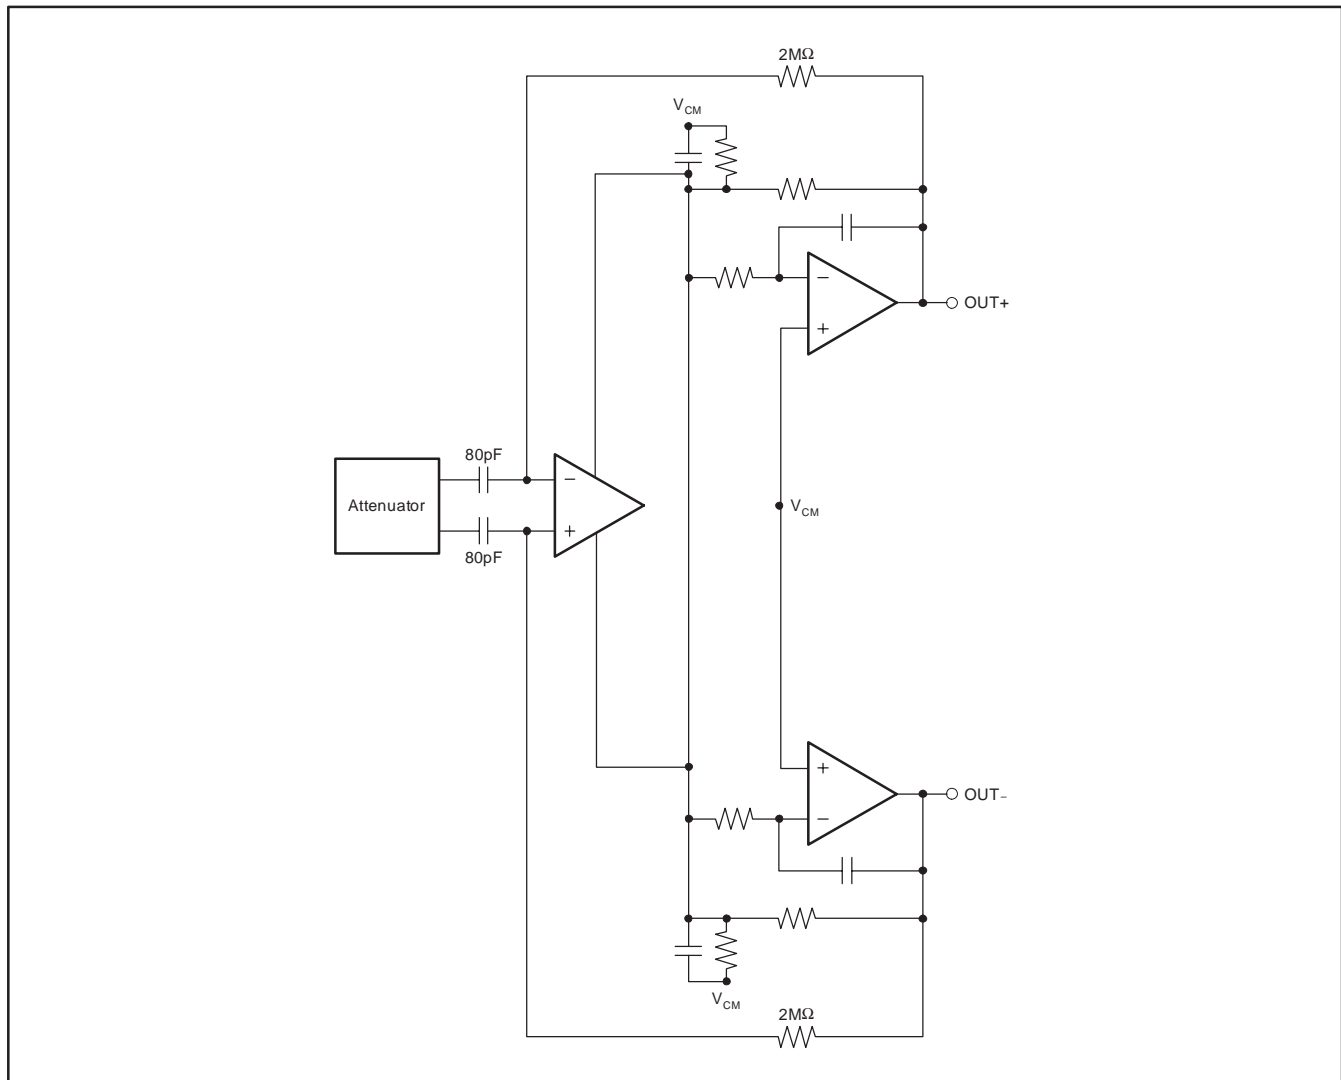 2MΩ
VCM
−
+
OUT+
80pF
Attenuator
−
+
80pF
VCM
+
−
OUT−
VCM
2MΩ